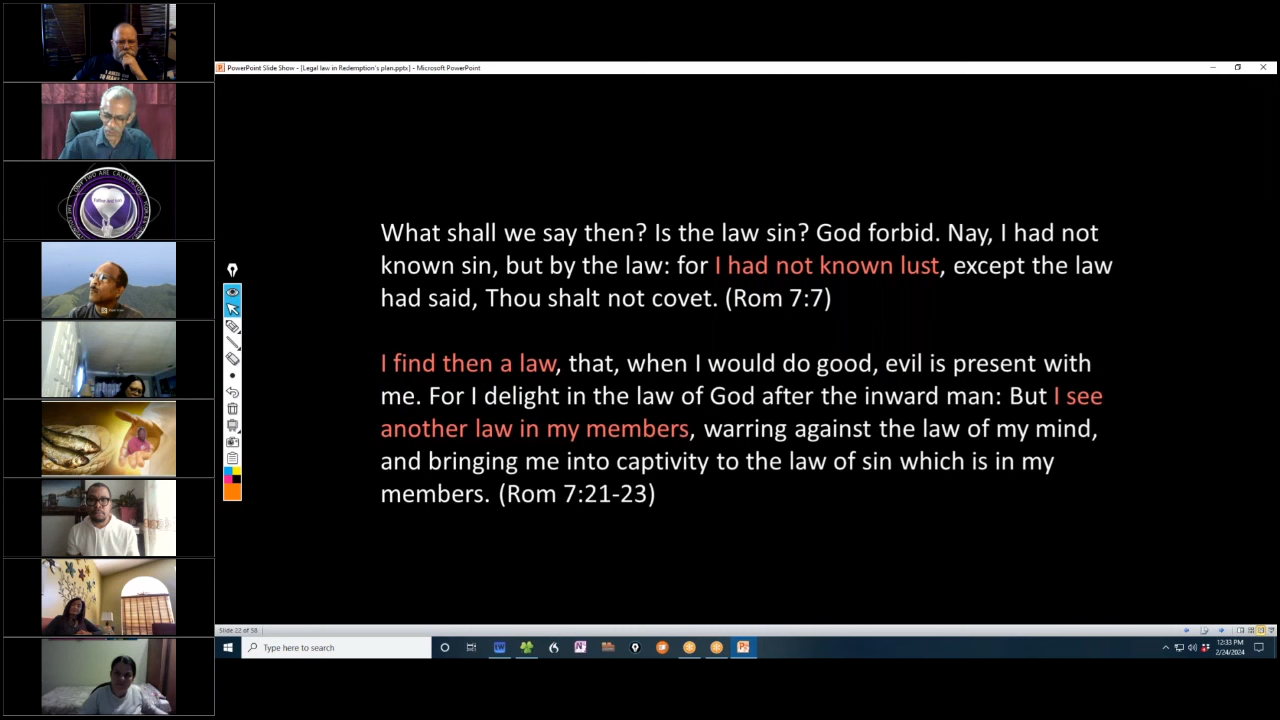 PowerPoint Slide Show - [Legal law in Redemption's plan.pptx] - Microsoft PowerPoint
What shall we say then? Is the law sin? God forbid. Nay, I had not
known sin, but by the law: for I had not known lust, except the law
had said, Thou shalt not covet. (Rom 7:7)
I find then a law, that, when I would do good, evil is present with
me. For I delight in the law of God after the inward man: But I see
another law in my members, warring against the law of my mind,
and bringing me into captivity to the law of sin which is in my
members. (Rom 7:21-23)
Slide 22 of 58
Type here to search
12:33 PM
2/24/2024